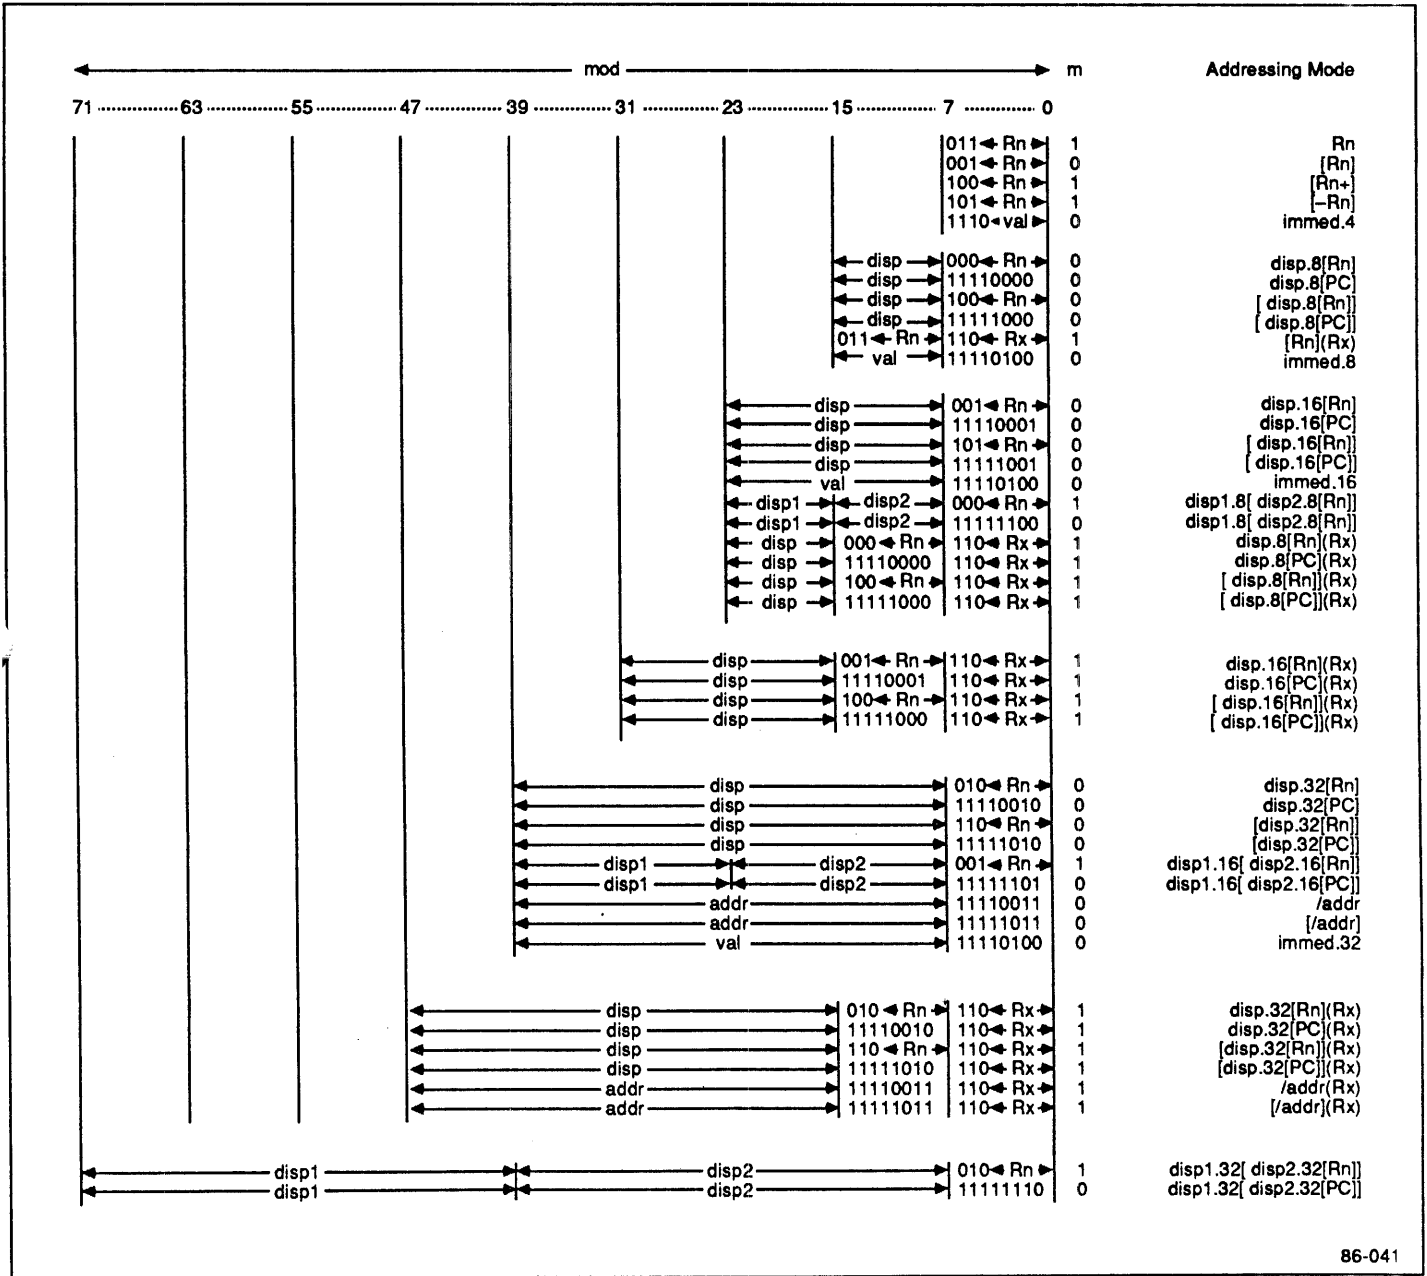 mod m Addressing Mode
71 63 55 47 39 31 23 15 7 0
011 Rn 1 Rn
001 Rn 0 [Rn]
100 Rn 1 [Rn+]
101 Rn 1 [–Rn]
1110 val 0 immed.4
disp 000 Rn 0 disp.8[Rn]
disp 11110000 0 disp.8[PC]
disp 100 Rn 0 [ disp.8[Rn]]
disp 11111000 0 [ disp.8[PC]]
011 Rn 110 Rx 1 [Rn](Rx)
val 11110100 0 immed.8
disp 001 Rn 0 disp.16[Rn]
disp 11110001 0 disp.16[PC]
disp 101 Rn 0 [ disp.16[Rn]]
disp 11111001 0 [ disp.16[PC]]
val 11110100 0 immed.16
disp1 disp2 000 Rn 1 disp1.8[ disp2.8[Rn]]
disp1 disp2 11111100 0 disp1.8[ disp2.8[Rn]]
disp 000 Rn 110 Rx 1 disp.8[Rn](Rx)
disp 11110000 110 Rx 1 disp.8[PC](Rx)
disp 100 Rn 110 Rx 1 [ disp.8[Rn]](Rx)
disp 11111000 110 Rx 1 [ disp.8[PC]](Rx)
disp 001 Rn 110 Rx 1 disp.16[Rn](Rx)
disp 11110001 110 Rx 1 disp.16[PC](Rx)
disp 100 Rn 110 Rx 1 [ disp.16[Rn]](Rx)
disp 11111000 110 Rx 1 [ disp.16[PC]](Rx)
disp 010 Rn 0 disp.32[Rn]
disp 11110010 0 disp.32[PC]
disp 110 Rn 0 [disp.32[Rn]]
disp 11111010 0 [disp.32[PC]]
disp1 disp2 001 Rn 1 disp1.16[ disp2.16[Rn]]
disp1 disp2 11111101 0 disp1.16[ disp2.16[PC]]
addr 11110011 0 /addr
addr 11111011 0 [/addr]
val 11110100 0 immed.32
disp 010 Rn 110 Rx 1 disp.32[Rn](Rx)
disp 11110010 110 Rx 1 disp.32[PC](Rx)
disp 110 Rn 110 Rx 1 [disp.32[Rn]](Rx)
disp 11111010 110 Rx 1 [disp.32[PC]](Rx)
addr 11110011 110 Rx 1 /addr(Rx)
addr 11111011 110 Rx 1 [/addr](Rx)
disp1 disp2 010 Rn 1 disp1.32[ disp2.32[Rn]]
disp1 disp2 11111110 0 disp1.32[ disp2.32[PC]]
86-041